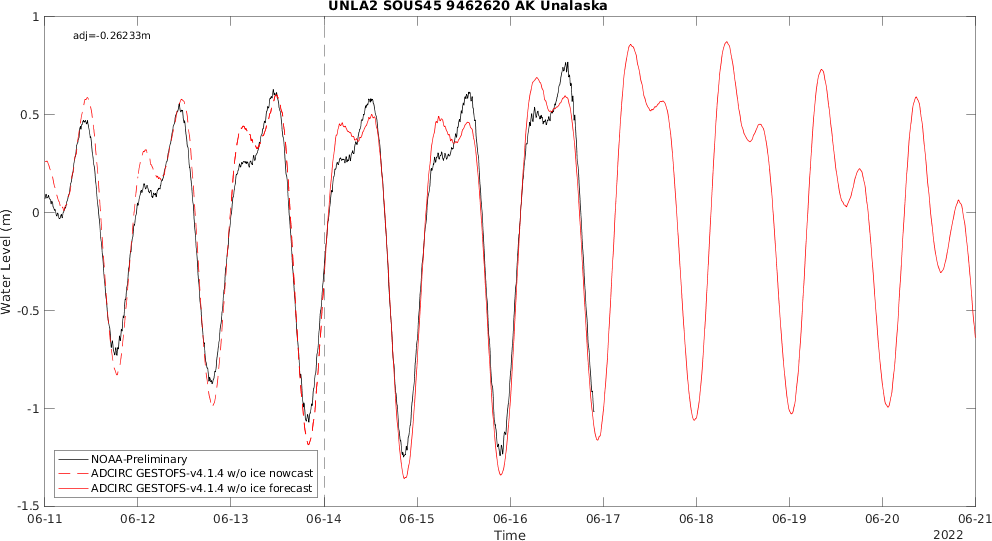 UNLA2 SOUS45 9462620 AK Unalaska
adj=-0.26233m
1
0.5
0
-0.5
-1
-1.5
Water Level (m)
NOAA-Preliminary
ADCIRC GESTOFS-v4.1.4 w/o ice nowcast
ADCIRC GESTOFS-v4.1.4 w/o ice forecast
06-11 06-12 06-13 06-14 06-15 06-16 06-17 06-18 06-19 06-20 06-21
Time
2022